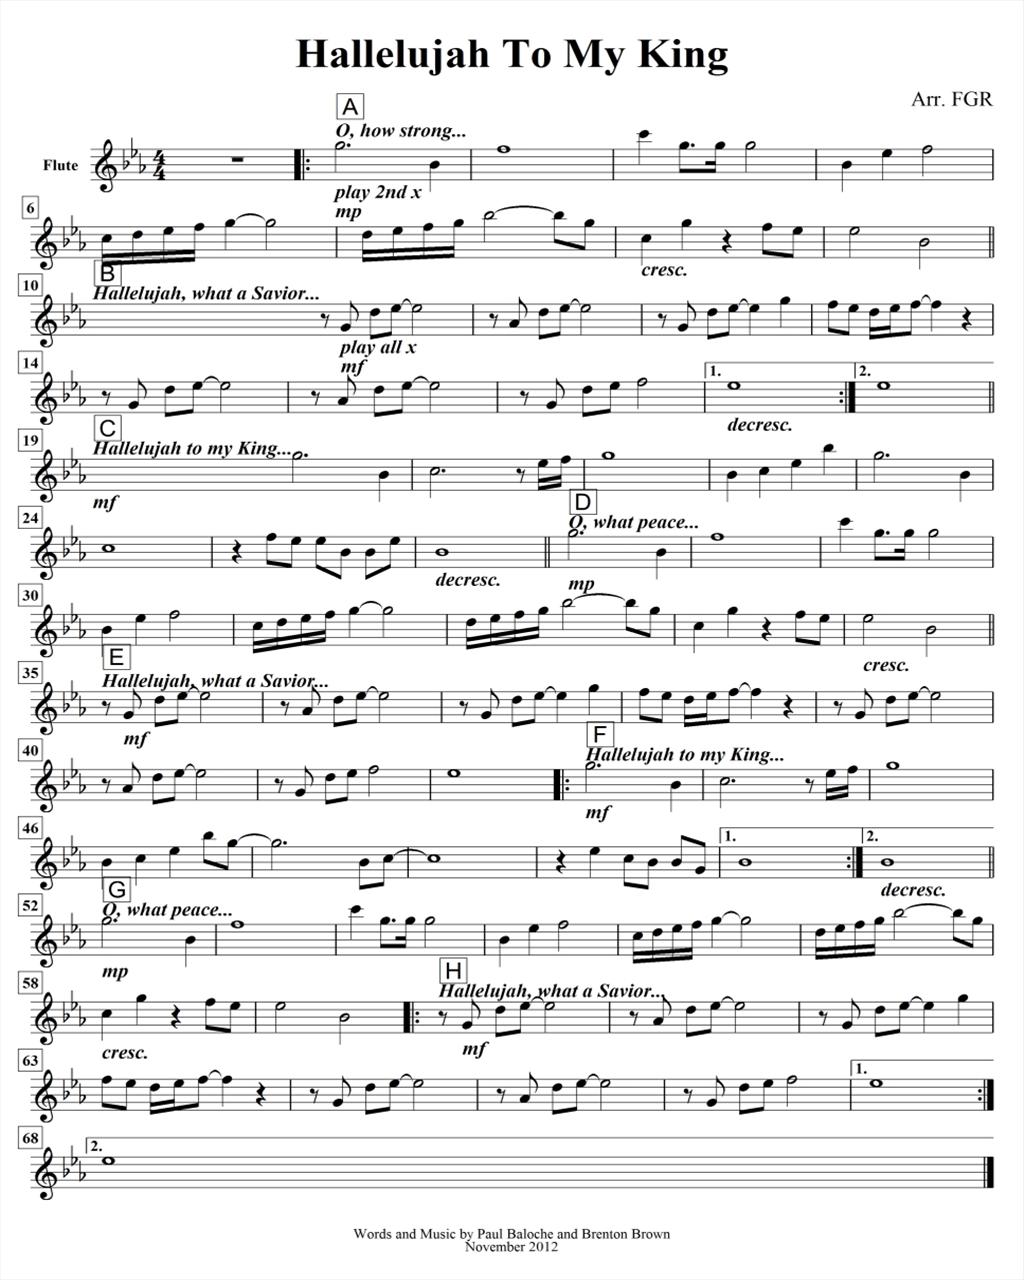 Hallelujah To My King
Arr. FGR
A
O, how strong...
Flute
play 2nd x
mp
6
cresc.
B
10
Hallelujah, what a Savior...
play all x
mf
14
1.
2.
decresc.
C
19
Hallelujah to my King...
mf
24
D
O, what peace...
decresc.
mp
30
cresc.
E
35
Hallelujah, what a Savior...
mf
40
F
Hallelujah to my King...
mf
46
1.
2.
decresc.
G
52
O, what peace...
mp
58
H
Hallelujah, what a Savior...
cresc.
mf
63
1.
68
2.
Words and Music by Paul Baloche and Brenton Brown
November 2012